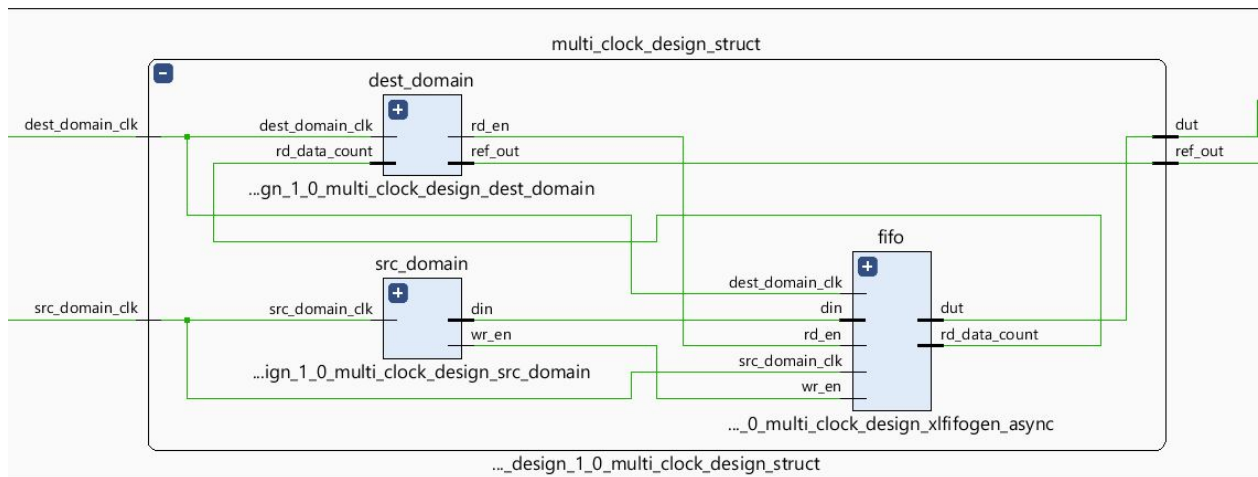 multi_clock_design_struct
dest_domain
dest_domain_clk
dest_domain_clk
rd_en
dut
rd_data_count
ref_out
ref_out
...gn_1_0_multi_clock_design_dest_domain
fifo
src_domain
dest_domain_clk
src_domain_clk
src_domain_clk
din
din
dut
wr_en
rd_en
rd_data_count
src_domain_clk
...ign_1_0_multi_clock_design_src_domain
wr_en
..._0_multi_clock_design_xlfifogen_async
..._design_1_0_multi_clock_design_struct